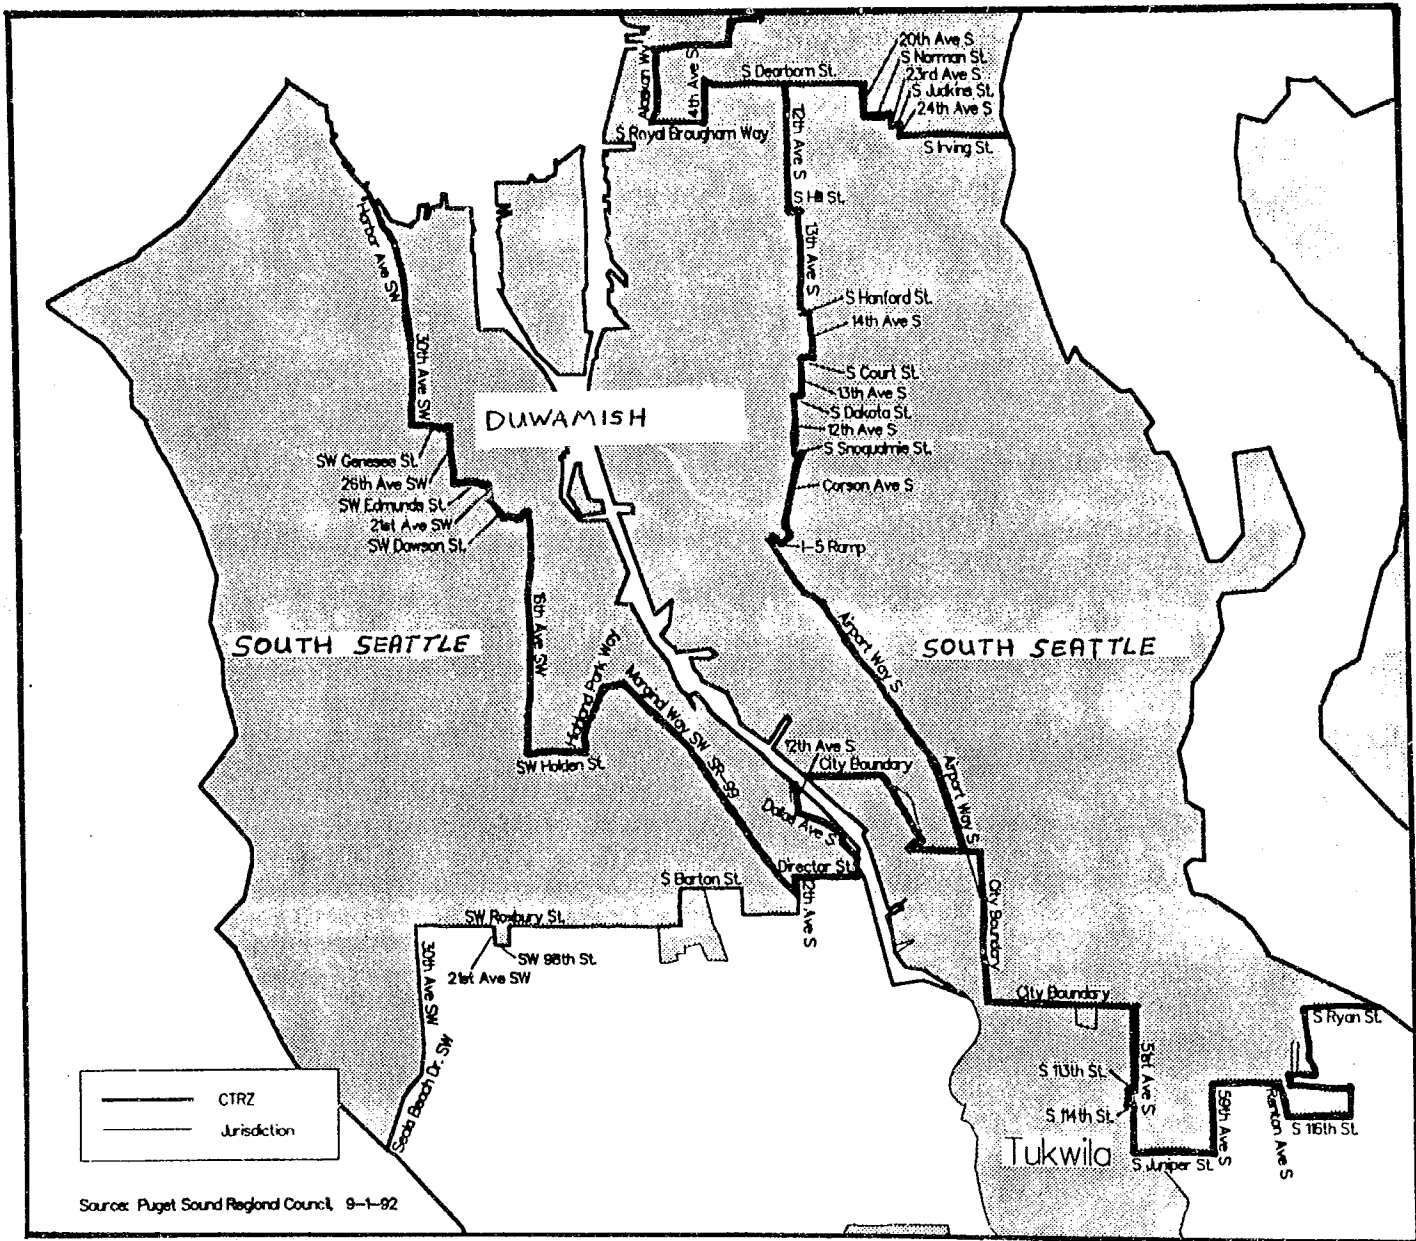 20th Ave S
S Norman St.
23rd Ave S
S Judkins St.
24th Ave S
S Dearborn St.
Alaskan Wy
4th Ave S
S Royal Brougham Way
S Irving St.
12th Ave S
S Hill St.
Harbor Ave SW
13th Ave S
S Hanford St.
14th Ave S
30th Ave SW
S Court St.
13th Ave S
S Dakota St.
12th Ave S
S Snoqualmie St.
DUWAMISH
SW Genesee St.
26th Ave SW
SW Edmunds St.
21st Ave SW
SW Dawson St.
Corson Ave S
I-5 Ramp
15th Ave SW
Highland Park Way
Airport Way S
SOUTH SEATTLE
SOUTH SEATTLE
Marginal Way SW SR-99
SW Holden St.
12th Ave S
City Boundary
Airport Way S
Dallas Ave S
Director St.
S Barton St.
12th Ave S
City Boundary
SW Roxbury St.
SW 98th St.
21st Ave SW
30th Ave SW
City Boundary
S Ryan St.
Seola Beach Dr. SW
S 113th St.
51st Ave S
S 114th St.
59th Ave S
Renton Ave S
S 116th St.
Tukwila
S Juniper St.
CTRZ
Jurisdiction
Source: Puget Sound Regional Council, 9-1-92